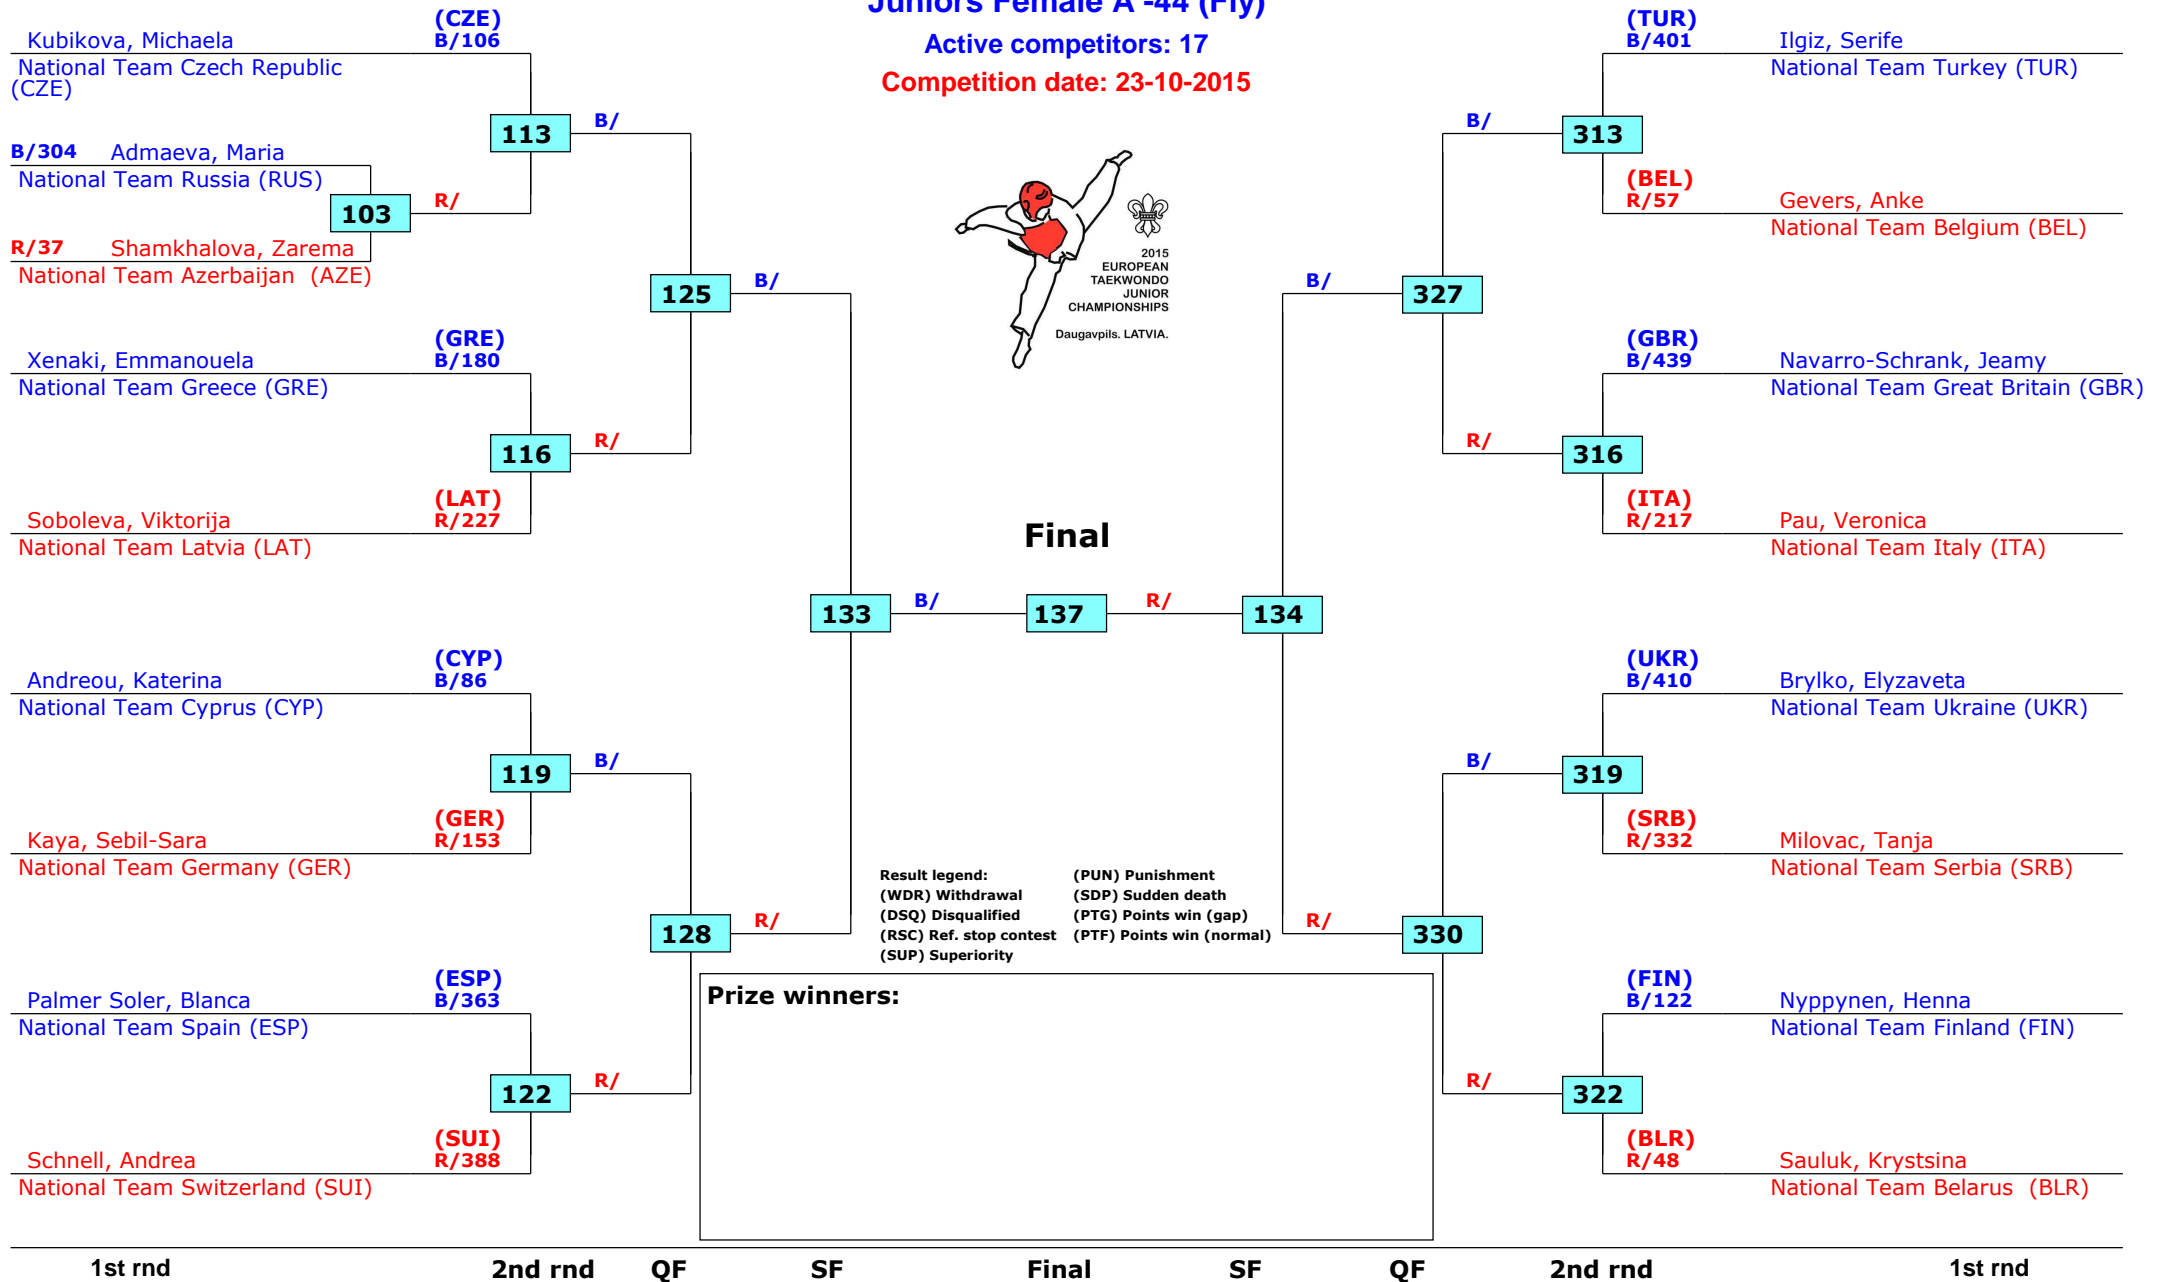 Juniors Female A -44 (Fly)
Active competitors: 17
Competition date: 23-10-2015
(CZE)
Kubikova, Michaela B/106
National Team Czech Republic
(CZE)
113
B/
B/304 Admaeva, Maria
National Team Russia (RUS)
103
R/
R/37 Shamkhalova, Zarema
National Team Azerbaijan (AZE)
125
B/
(GRE)
Xenaki, Emmanouela B/180
National Team Greece (GRE)
116
R/
(LAT)
Soboleva, Viktorija R/227
National Team Latvia (LAT)
133
B/
(CYP)
Andreou, Katerina B/86
National Team Cyprus (CYP)
119
B/
(GER)
Kaya, Sebil-Sara R/153
National Team Germany (GER)
128
R/
(ESP)
Palmer Soler, Blanca B/363
National Team Spain (ESP)
122
R/
(SUI)
Schnell, Andrea R/388
National Team Switzerland (SUI)
2015
EUROPEAN
TAEKWONDO
JUNIOR
CHAMPIONSHIPS
Daugavpils. LATVIA.
Final
137
R/
134
(TUR)
B/401 Ilgiz, Serife
National Team Turkey (TUR)
B/
313
(BEL)
R/57 Gevers, Anke
National Team Belgium (BEL)
B/
327
(GBR)
B/439 Navarro-Schrank, Jeamy
National Team Great Britain (GBR)
R/
316
(ITA)
R/217 Pau, Veronica
National Team Italy (ITA)
(UKR)
B/410 Brylko, Elyzaveta
National Team Ukraine (UKR)
B/
319
(SRB)
R/332 Milovac, Tanja
National Team Serbia (SRB)
R/
330
(FIN)
B/122 Nyppynen, Henna
National Team Finland (FIN)
R/
322
(BLR)
R/48 Sauluk, Krystsina
National Team Belarus (BLR)
Result legend: (PUN) Punishment
(WDR) Withdrawal (SDP) Sudden death
(DSQ) Disqualified (PTG) Points win (gap)
(RSC) Ref. stop contest (PTF) Points win (normal)
(SUP) Superiority
Prize winners:
1st rnd 2nd rnd QF SF Final SF QF 2nd rnd 1st rnd